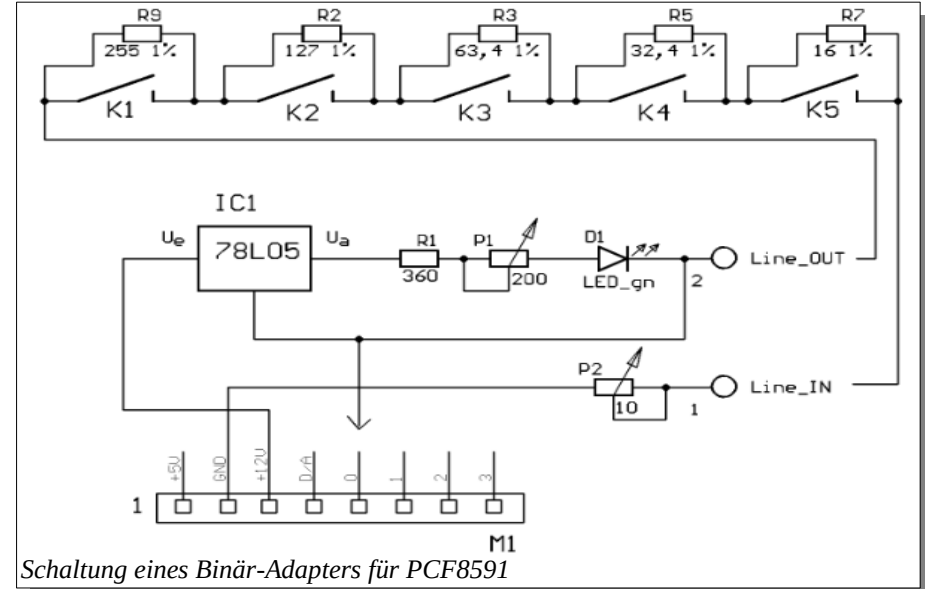 R9 R2 R3 R5 R7
255 1% 127 1% 63,4 1% 32,4 1% 16 1%
K1 K2 K3 K4 K5
IC1
Ue 78L05 Ua R1 P1 D1
360 200 LED_gn 2 Line_OUT
P2
10 1 Line_IN
+5V GND +12V D/A 0 1 2 3
1
M1
Schaltung eines Binär-Adapters für PCF8591